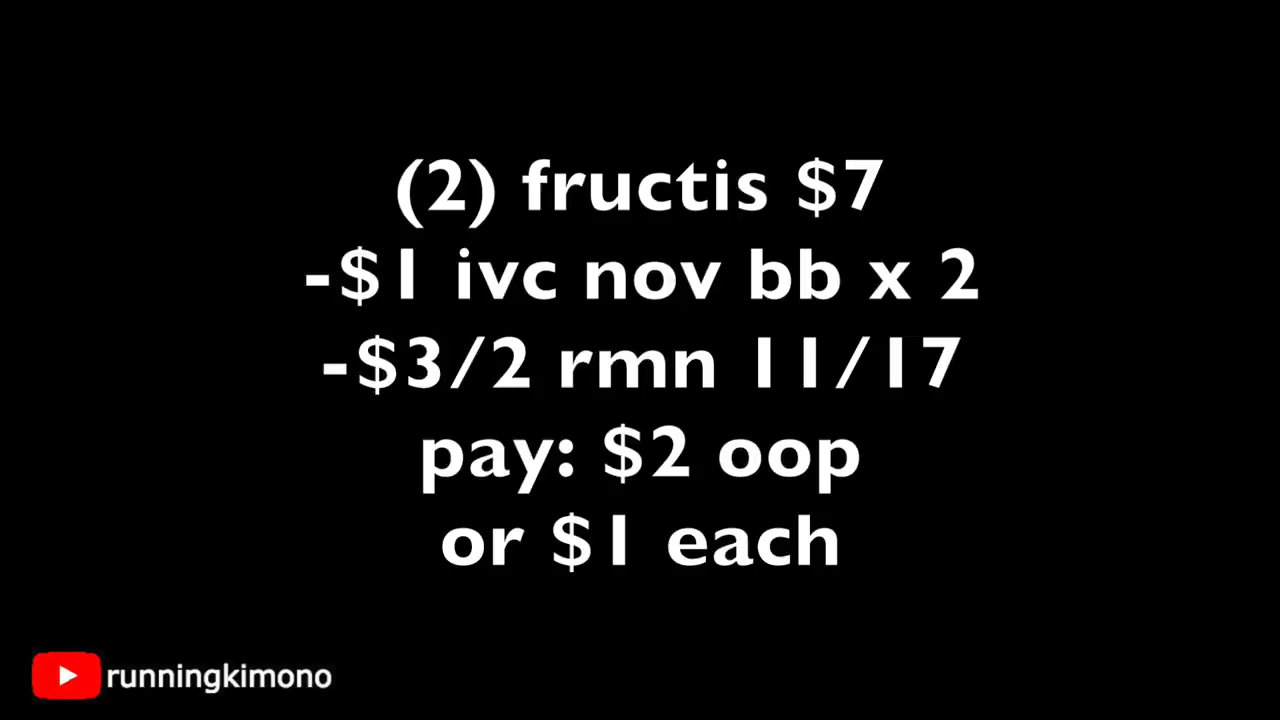 (2) fructis $7
-$1 ivc nov bb x 2
-$3/2 rmn 11/17
pay: $2 oop
or $1 each
runningkimono